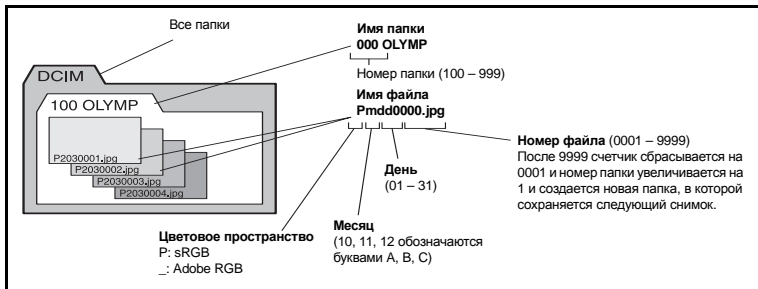 Все папки
Имя папки
000 OLYMP
Номер папки (100 – 999)
DCIM
100 OLYMP
P2030001.jpg
P2030002.jpg
P2030003.jpg
P2030004.jpg
Имя файла
Pmdd0000.jpg
Номер файла (0001 – 9999)
После 9999 счетчик сбрасывается на
0001 и номер папки увеличивается на
1 и создается новая папка, в которой
сохраняется следующий снимок.
День
(01 – 31)
Месяц
(10, 11, 12 обозначаются
буквами A, B, C)
Цветовое пространство
P: sRGB
_: Adobe RGB